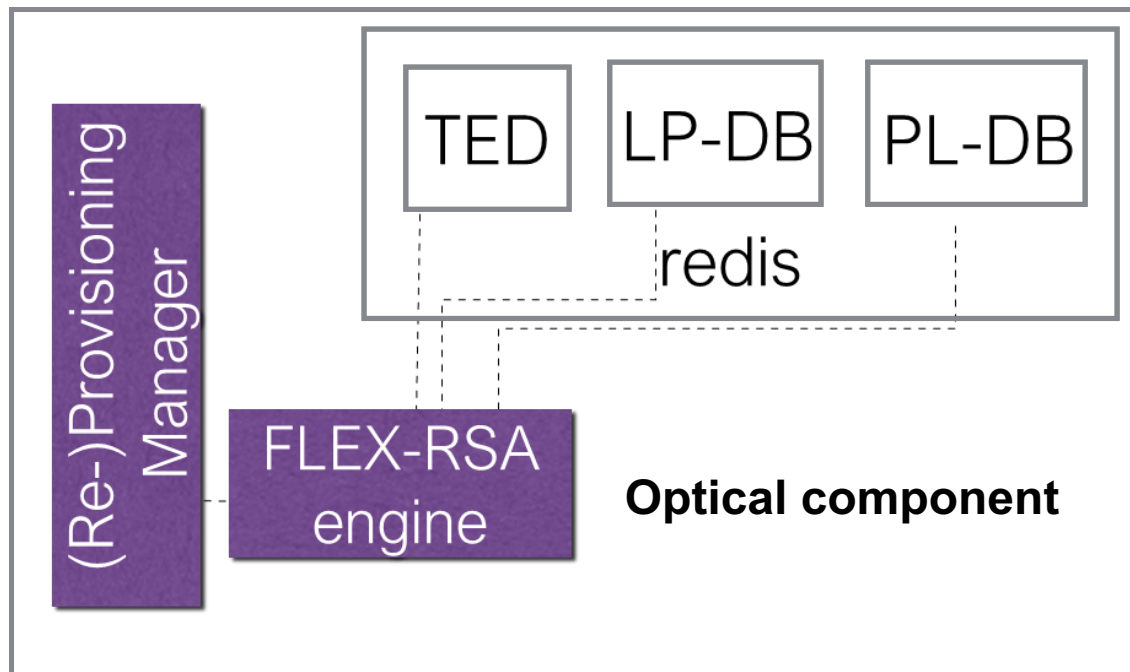 TED
LP-DB
PL-DB
redis
(Re-)Provisioning
Manager
FLEX-RSA
engine
Optical component